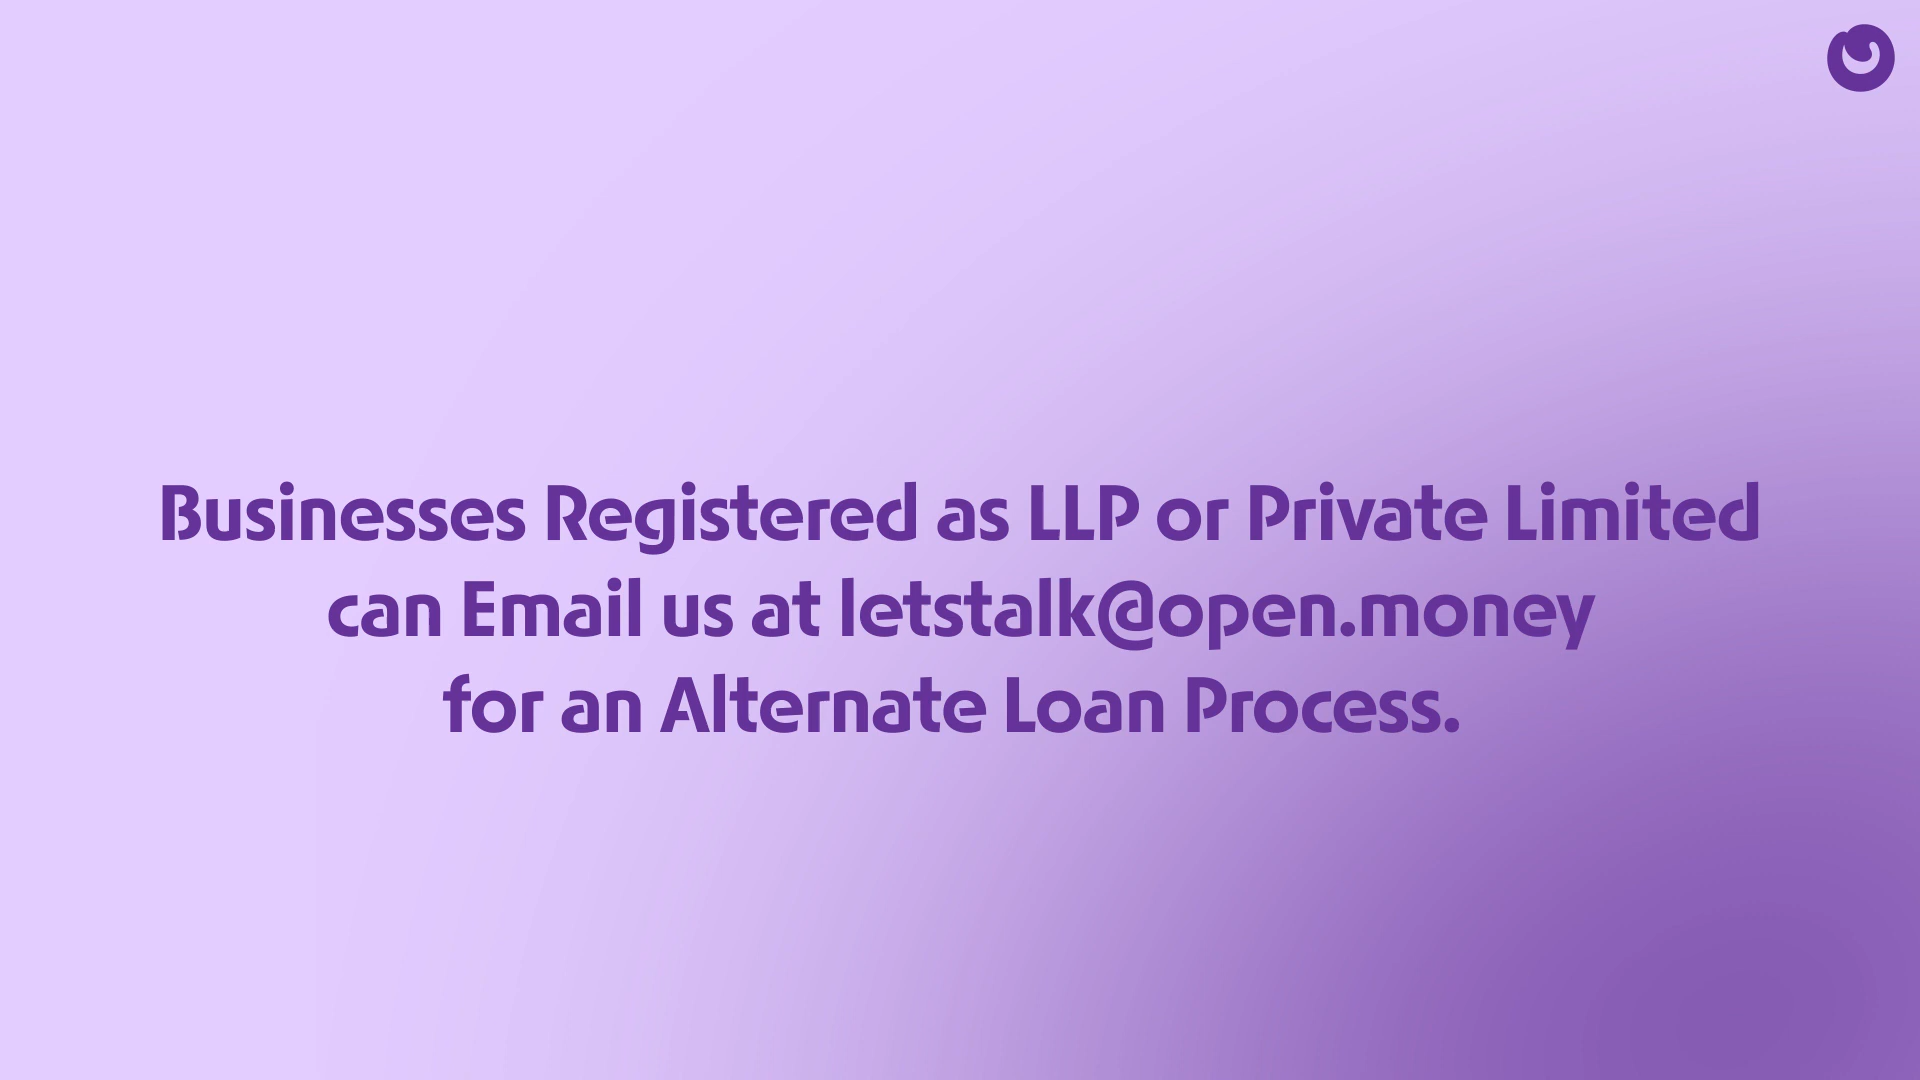 Businesses Registered as LLP or Private Limited
can Email us at letstalk@open.money
for an Alternate Loan Process.